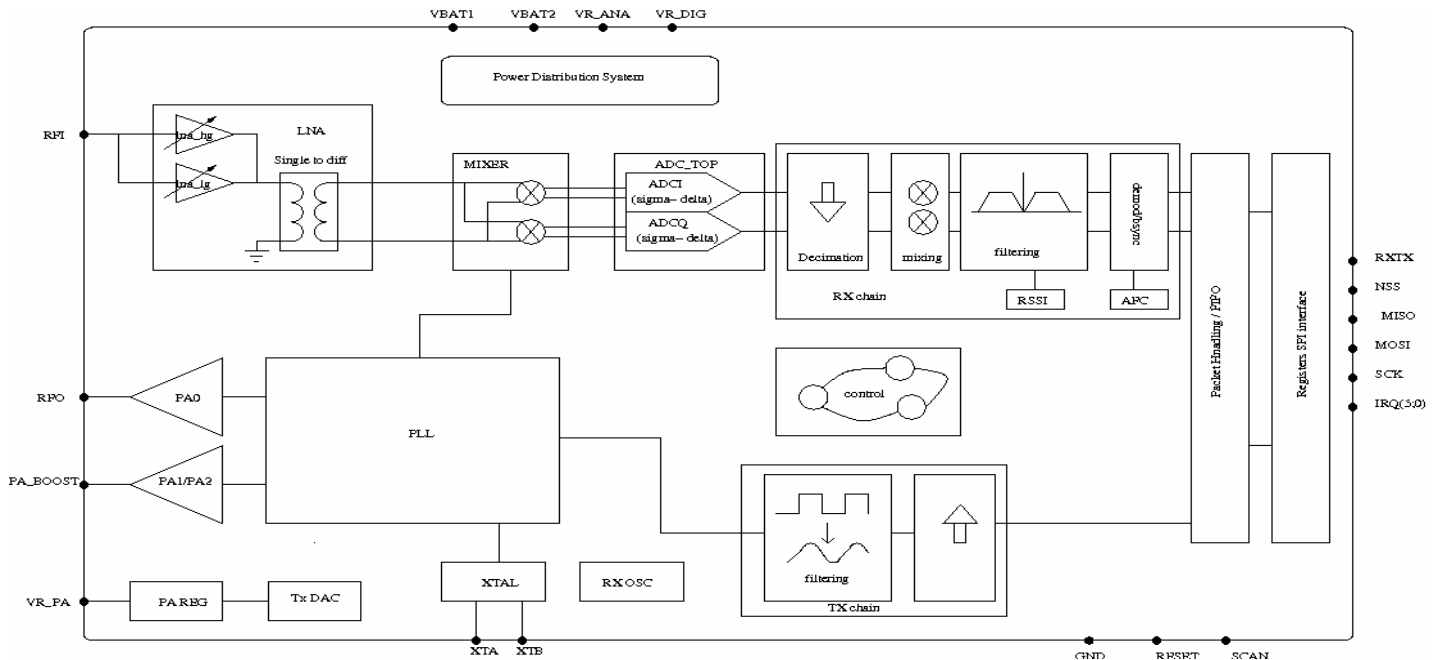 VBAT1 VBAT2 VR_ANA VR_DIG
Power Distribution System
RFI
lna_hg
LNA
lna_lg
Single to diff
MIXER
ADC_TOP
ADCI
(sigma– delta)
ADCQ
(sigma– delta)
Decimation
mixing
filtering
demod/bsync
RX chain
RSSI
AFC
Packet Hnadling / FIFO
Registers SPI interface
RXTX
NSS
MISO
MOSI
SCK
IRQ(5;0)
control
RFO
PA0
PLL
PA_BOOST
PA1/PA2
filtering
TX chain
XTAL
RX OSC
VR_PA
PA REG
Tx DAC
XTA XTB
GND RESET SCAN